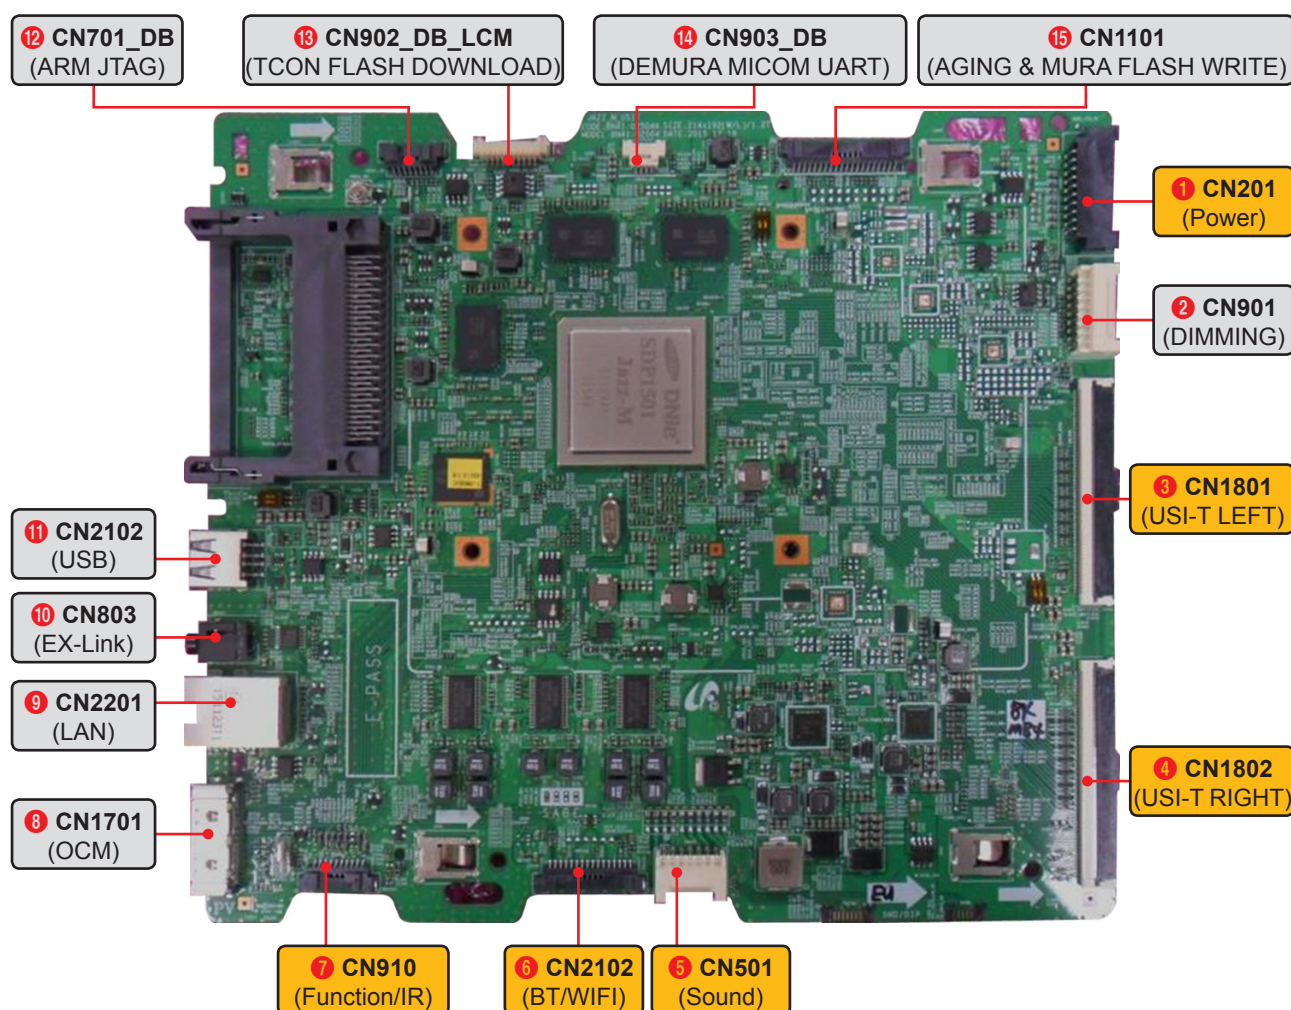 12 CN701_DB
(ARM JTAG)
13 CN902_DB_LCM
(TCON FLASH DOWNLOAD)
14 CN903_DB
(DEMURA MICOM UART)
15 CN1101
(AGING & MURA FLASH WRITE)
1 CN201
(Power)
2 CN901
(DIMMING)
3 CN1801
(USI-T LEFT)
4 CN1802
(USI-T RIGHT)
11 CN2102
(USB)
10 CN803
(EX-Link)
9 CN2201
(LAN)
8 CN1701
(OCM)
7 CN910
(Function/IR)
6 CN2102
(BT/WIFI)
5 CN501
(Sound)
DNIe
SDP1501
Jazz-M
E-PASS
EU